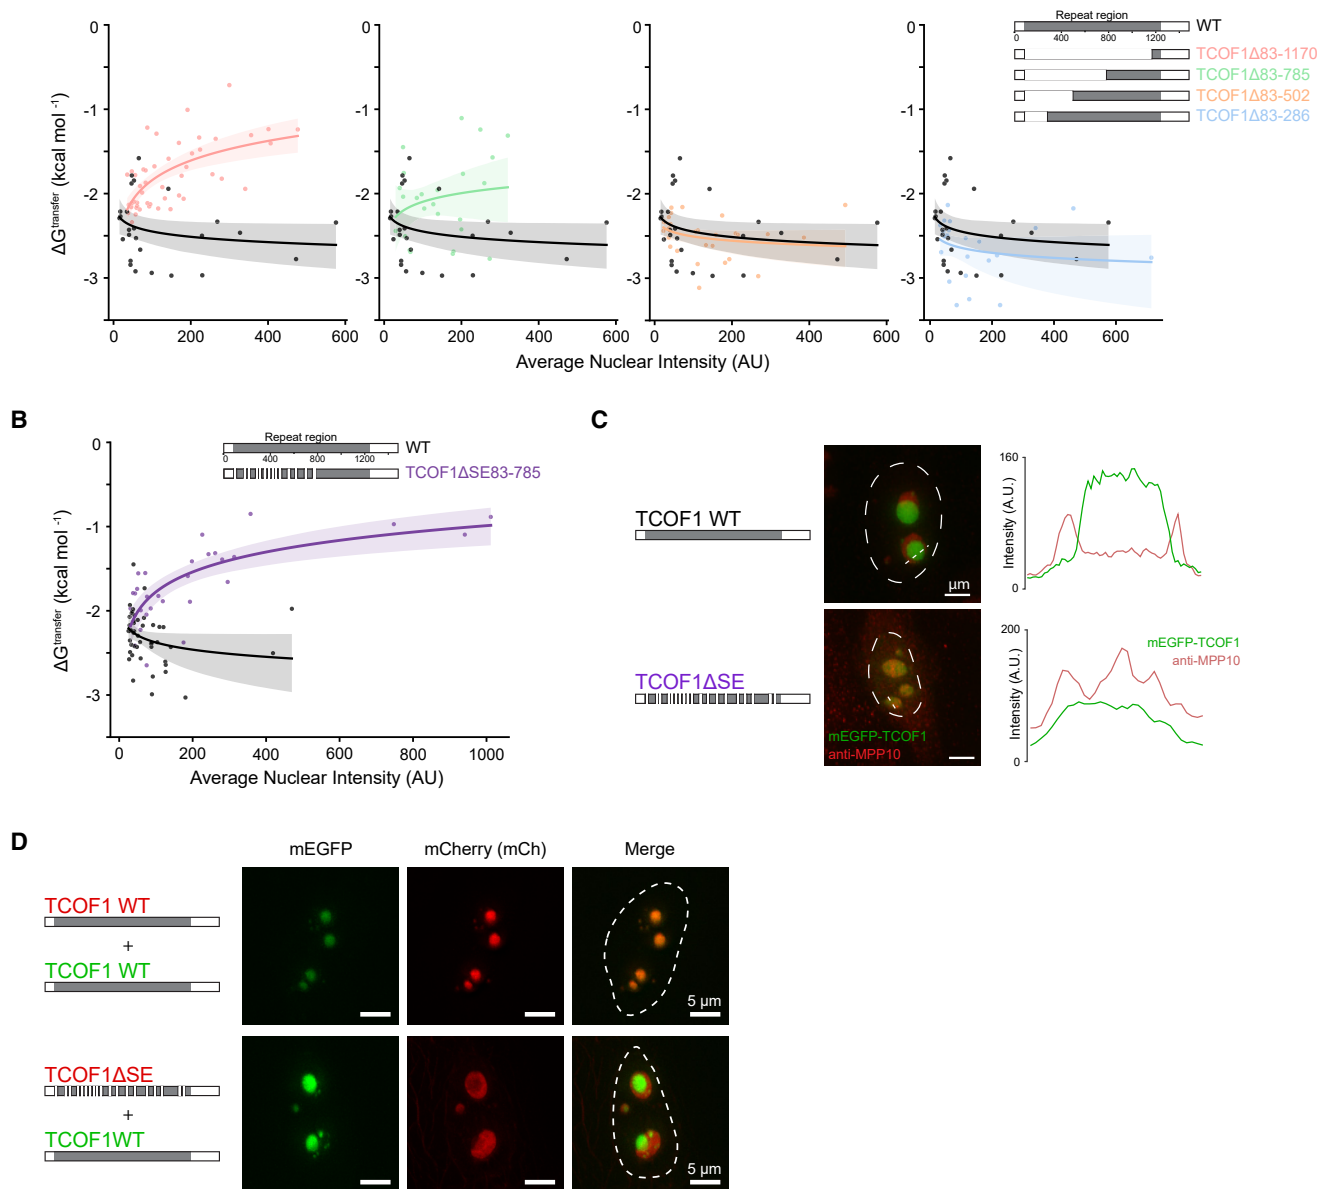 Repeat region
WT
0 400 800 1200
TCOF1Δ83-1170
TCOF1Δ83-785
TCOF1Δ83-502
TCOF1Δ83-286
ΔGtransfer (kcal mol -1)
0
-1
-2
-3
0 200 400 600
0
-1
-2
-3
0 200 400 600
0
-1
-2
-3
0 200 400 600
0
-1
-2
-3
0 200 400 600
Average Nuclear Intensity (AU)
B
Repeat region
WT
0 400 800 1200
TCOF1ΔSE83-785
ΔGtransfer (kcal mol -1)
0
-1
-2
-3
0 200 400 600 800 1000
Average Nuclear Intensity (AU)
C
TCOF1 WT
µm
160
Intensity (A.U.)
0
TCOF1ΔSE
mEGFP-TCOF1
anti-MPP10
200
Intensity (A.U.)
0
mEGFP-TCOF1
anti-MPP10
D
mEGFP
mCherry (mCh)
Merge
TCOF1 WT
+
TCOF1 WT
5 µm
TCOF1ΔSE
+
TCOF1WT
5 µm